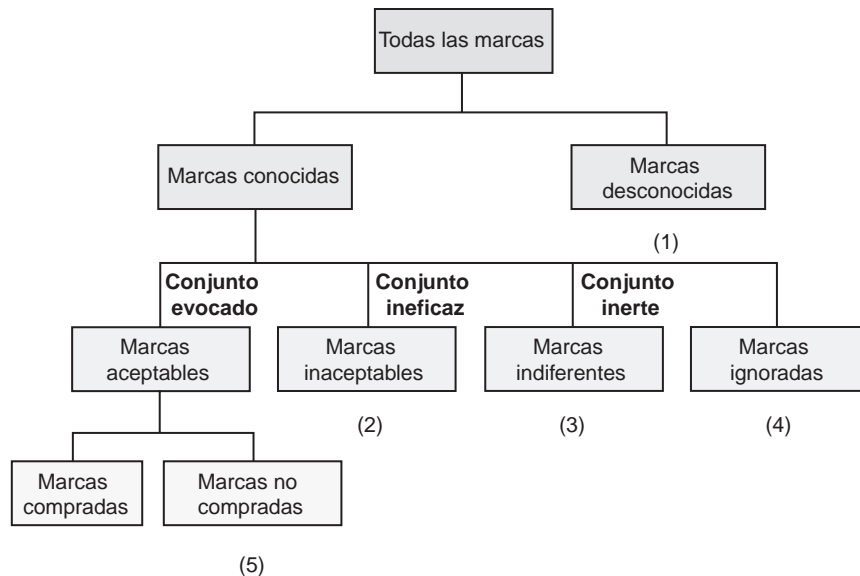 Todas las marcas
Marcas conocidas
Marcas
desconocidas
(1)
Conjunto
evocado
Conjunto
ineficaz
Conjunto
inerte
Marcas
aceptables
Marcas
inaceptables
Marcas
indiferentes
Marcas
ignoradas
(2)
(3)
(4)
Marcas
compradas
Marcas no
compradas
(5)